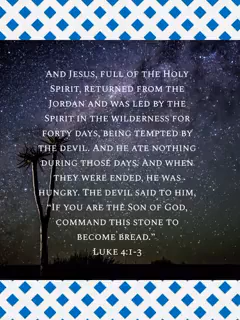 And Jesus, full of the Holy
Spirit, returned from the
Jordan and was led by the
Spirit in the wilderness for
forty days, being tempted by
the devil. And he ate nothing
during those days. And when
they were ended, he was
hungry. The devil said to him,
“If you are the Son of God,
command this stone to
become bread.”
Luke 4:1-3